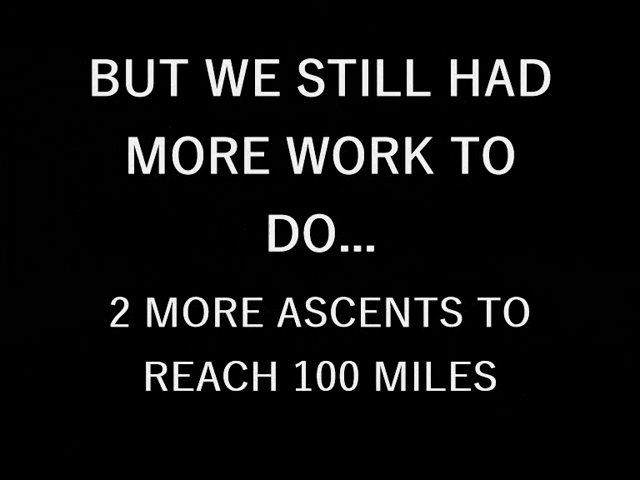 BUT WE STILL HAD
MORE WORK TO
DO...
2 MORE ASCENTS TO
REACH 100 MILES